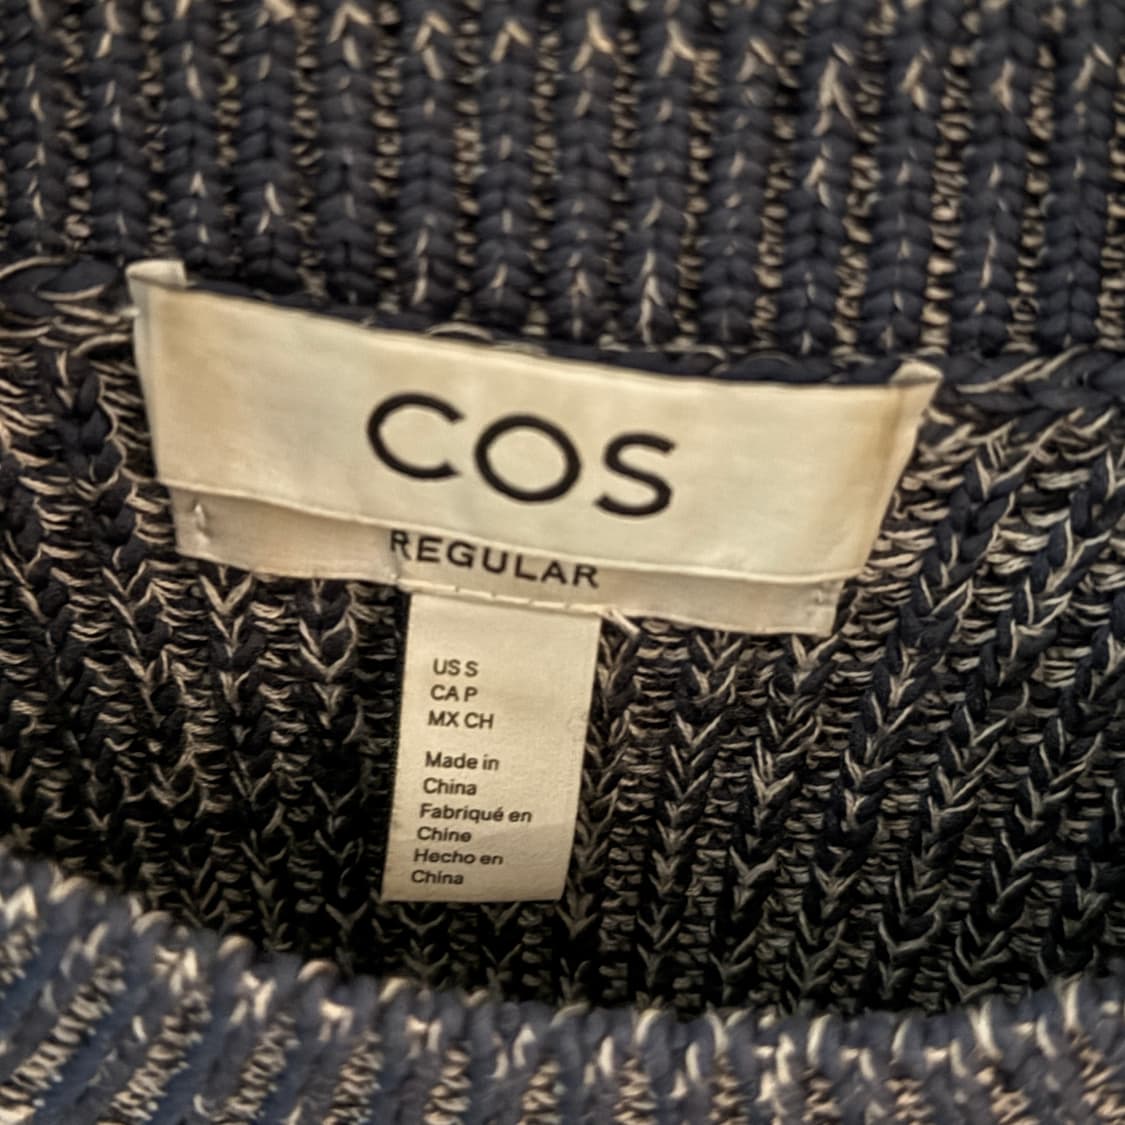 COS
REGULAR
US S
CA P
MX CH
Made in
China
Fabriqué en
Chine
Hecho en
China